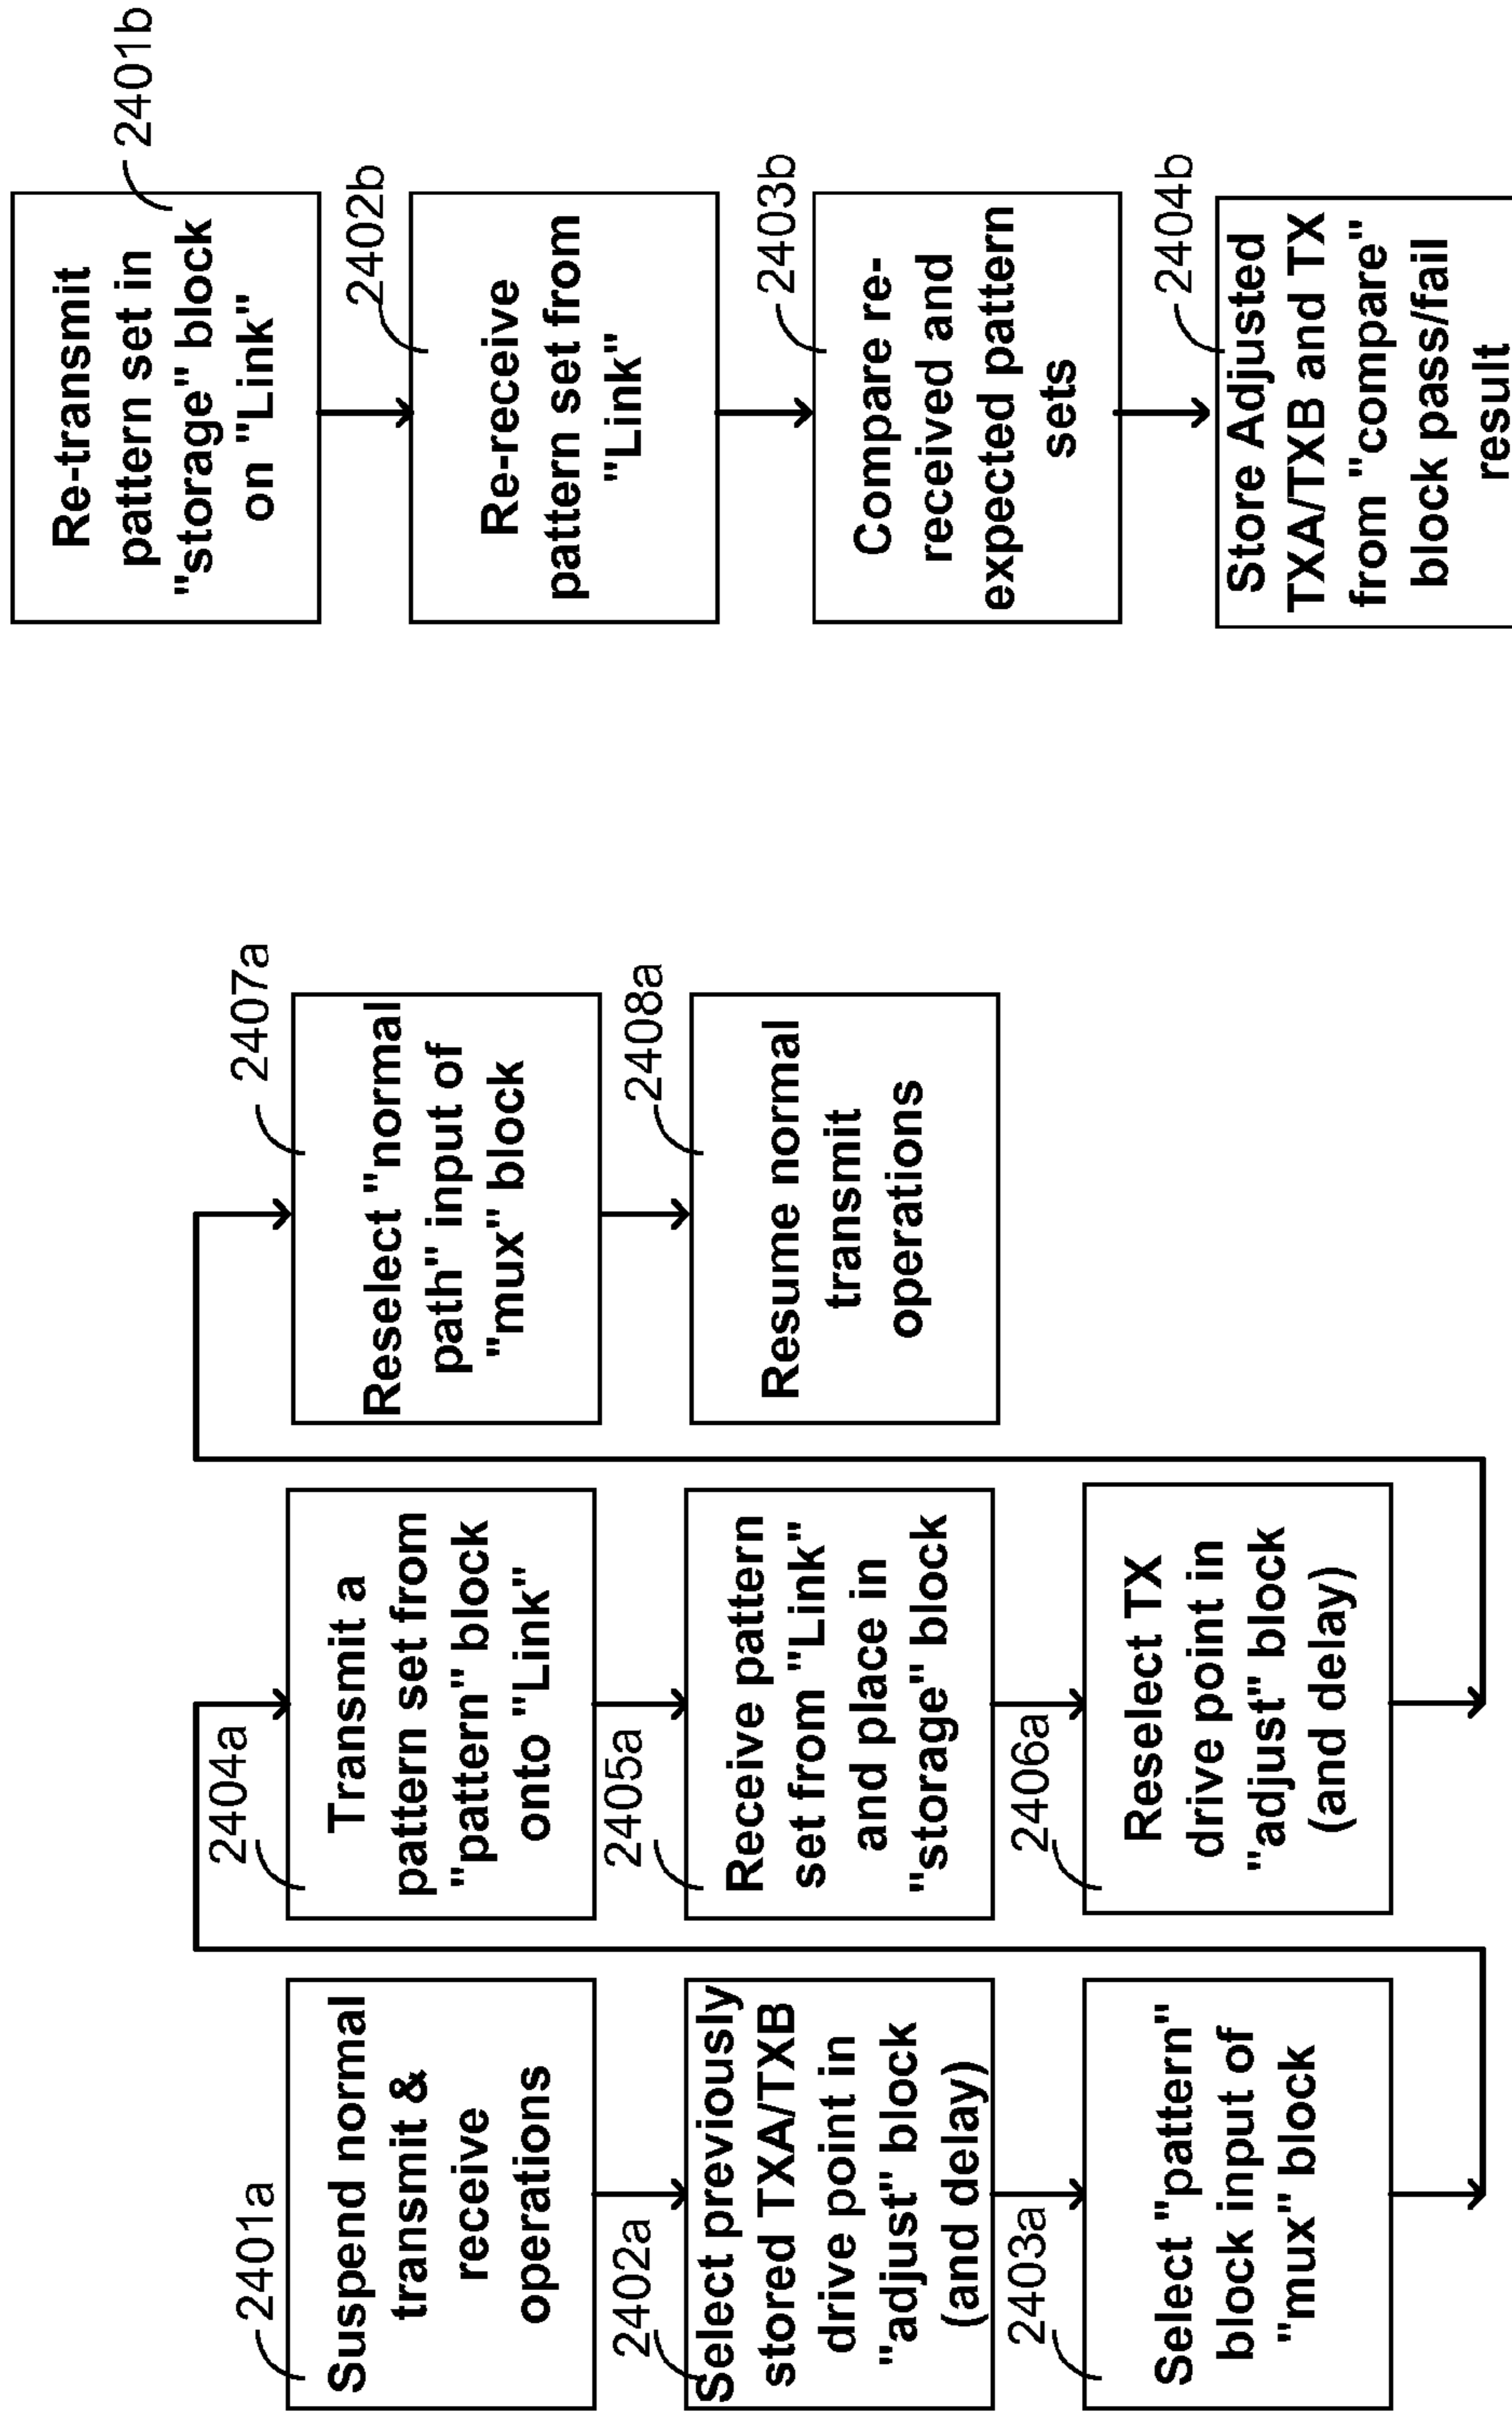 2401a
Suspend normal
transmit &
receive
operations
2402a
Select previously
stored TXA/TXB
drive point in
"adjust" block
(and delay)
2403a
Select "pattern"
block input of
"mux" block
2404a
Transmit a
pattern set from
"pattern" block
onto "Link"
2405a
Receive pattern
set from "Link"
and place in
"storage" block
2406a
Reselect TX
drive point in
"adjust" block
(and delay)
2407a
Reselect "normal
path" input of
"mux" block
2408a
Resume normal
transmit
operations
2401b
Re-transmit
pattern set in
"storage" block
on "Link"
2402b
Re-receive
pattern set from
"Link"
2403b
Compare re-
received and
expected pattern
sets
2404b
Store Adjusted
TXA/TXB and TX
from "compare"
block pass/fail
result